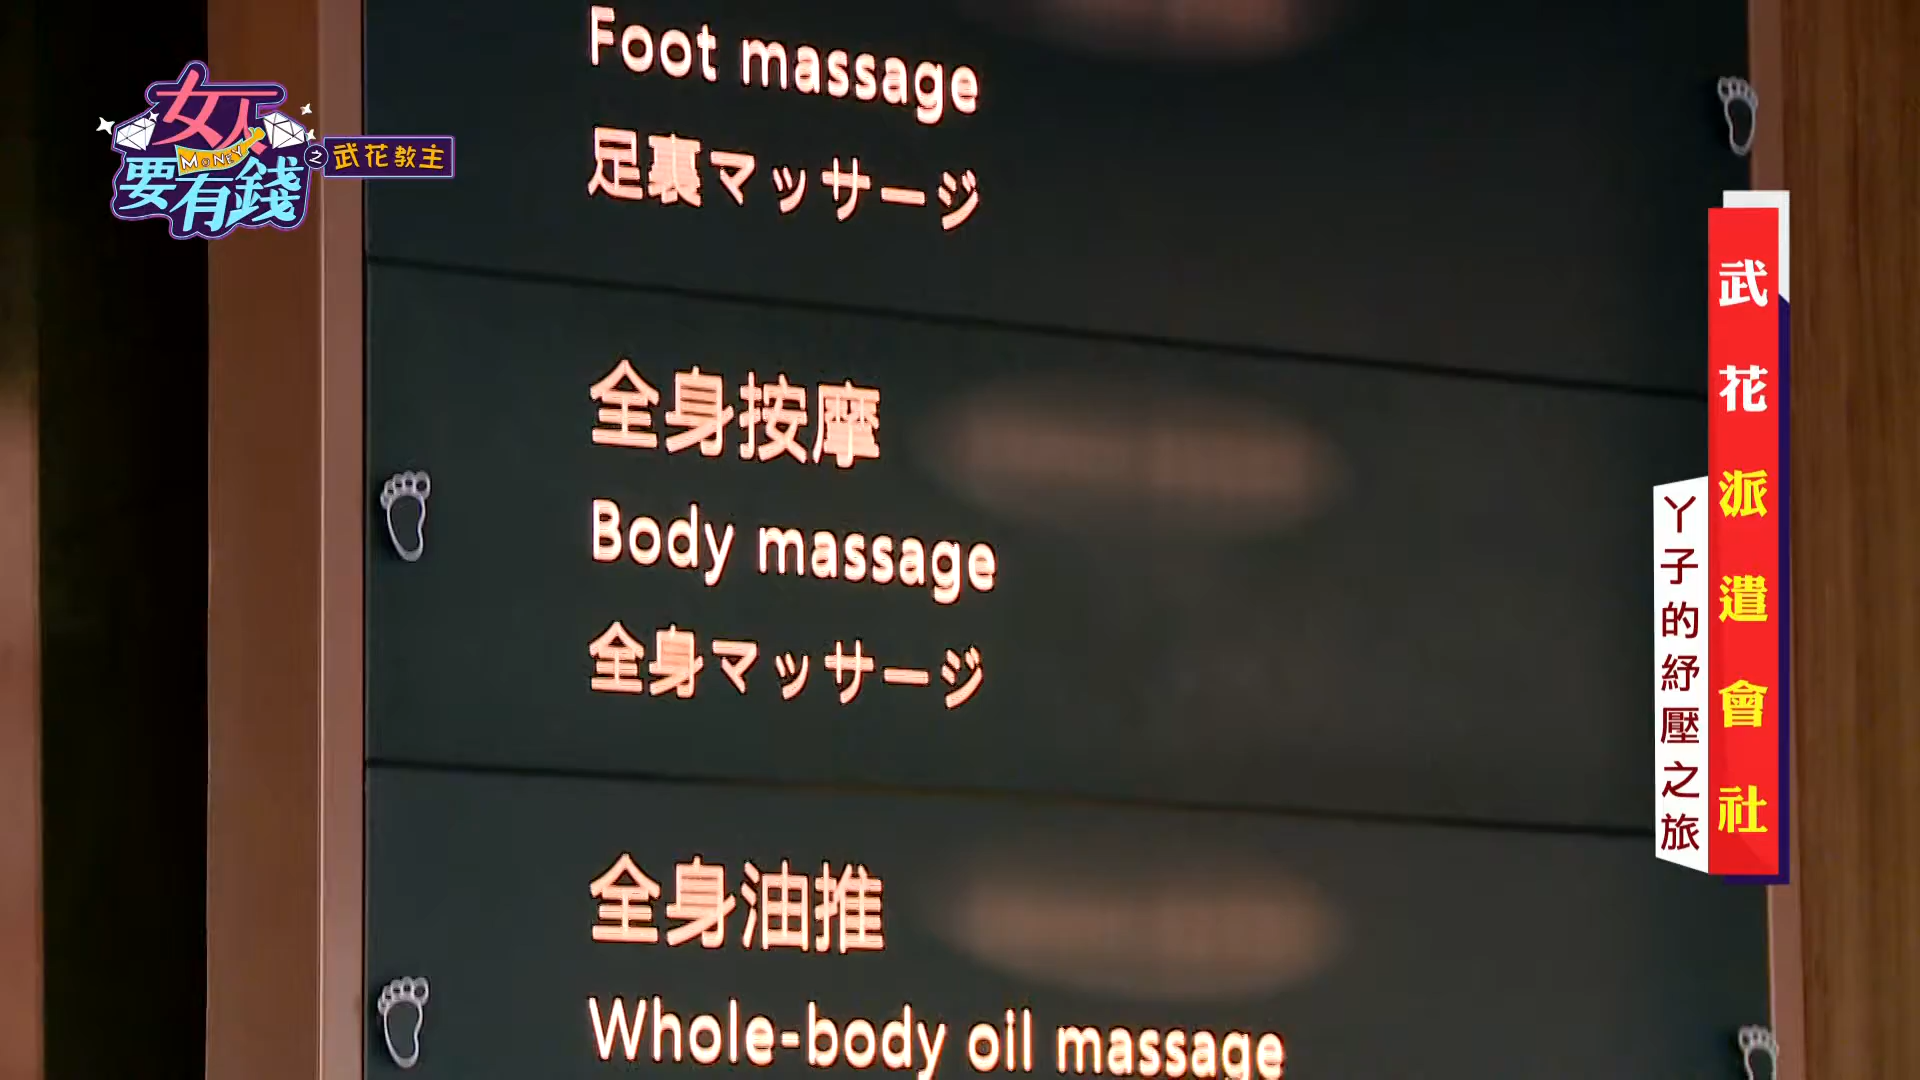 女人
MONEY
要有錢
之武花教主
Foot massage
足裏マッサージ
全身按摩
Body massage
全身マッサージ
全身油推
Whole-body oil massage
武花派遣會社
丫子的紓壓之旅